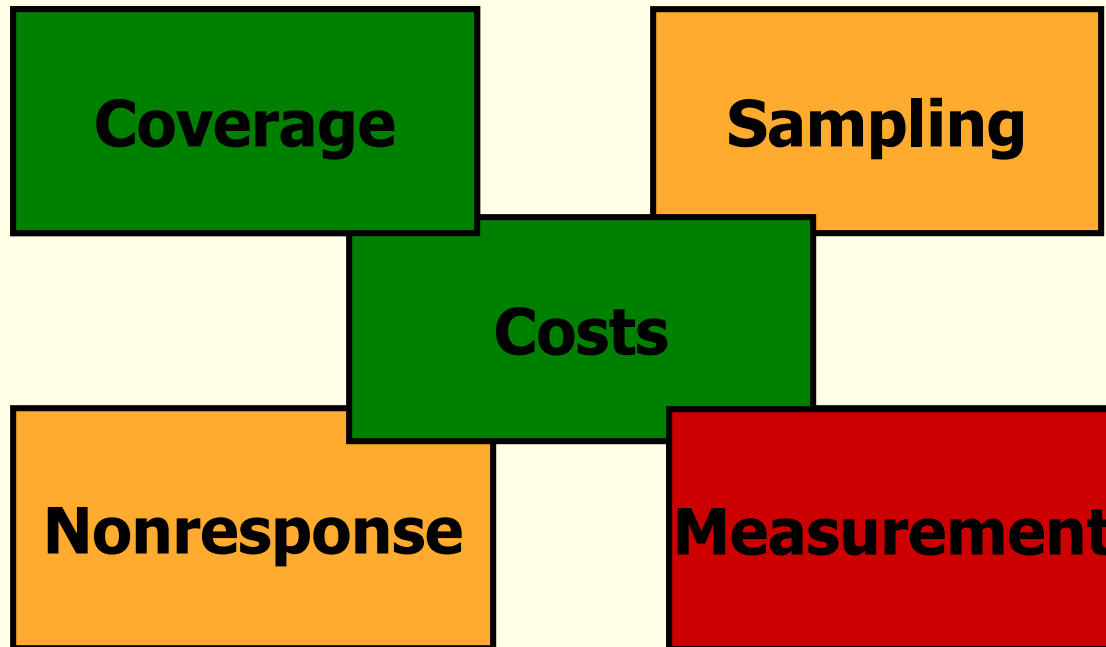 Coverage
Sampling
Costs
Nonresponse
Measurement